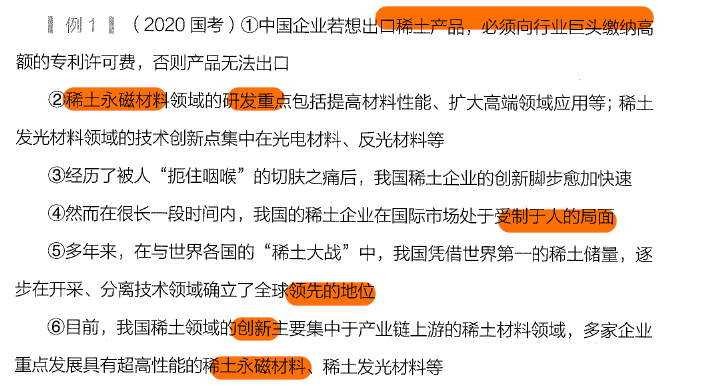 例1 (2020国考)①中国企业若想出口稀土产品，必须向行业巨头缴纳高
额的专利许可费，否则产品无法出口
②稀土永磁材料领域的研发重点包括提高材料性能、扩大高端领域应用等；稀土
发光材料领域的技术创新点集中在光电材料、反光材料等
③经历了被人“扼住咽喉”的切肤之痛后，我国稀土企业的创新脚步愈加快速
④然而在很长一段时间内，我国的稀土企业在国际市场处于受制于人的局面
⑤多年来，在与世界各国的“稀土大战”中，我国凭借世界第一的稀土储量，逐
步在开采、分离技术领域确立了全球领先的地位
⑥目前，我国稀土领域的创新主要集中于产业链上游的稀土材料领域，多家企业
重点发展具有超高性能的稀土永磁材料、稀土发光材料等